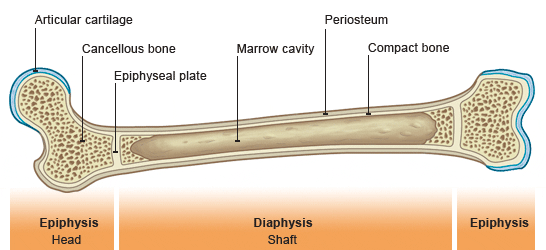 Articular cartilage
Periosteum
Cancellous bone
Marrow cavity
Compact bone
Epiphyseal plate
Epiphysis
Head
Diaphysis
Shaft
Epiphysis